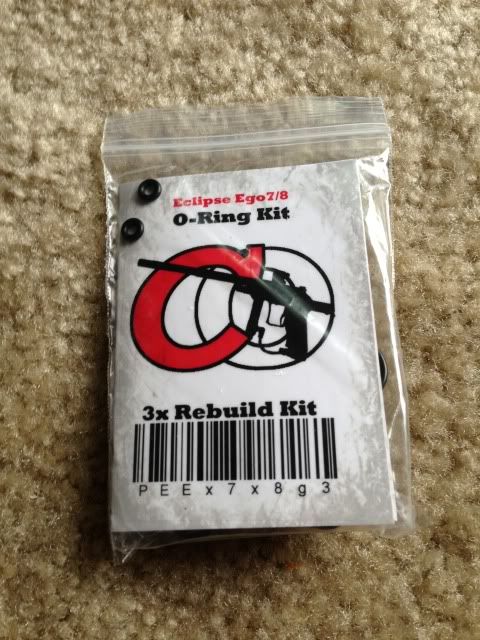 Eclipse Ego7/8
O-Ring Kit
3x Rebuild Kit
PEEx7x8g3